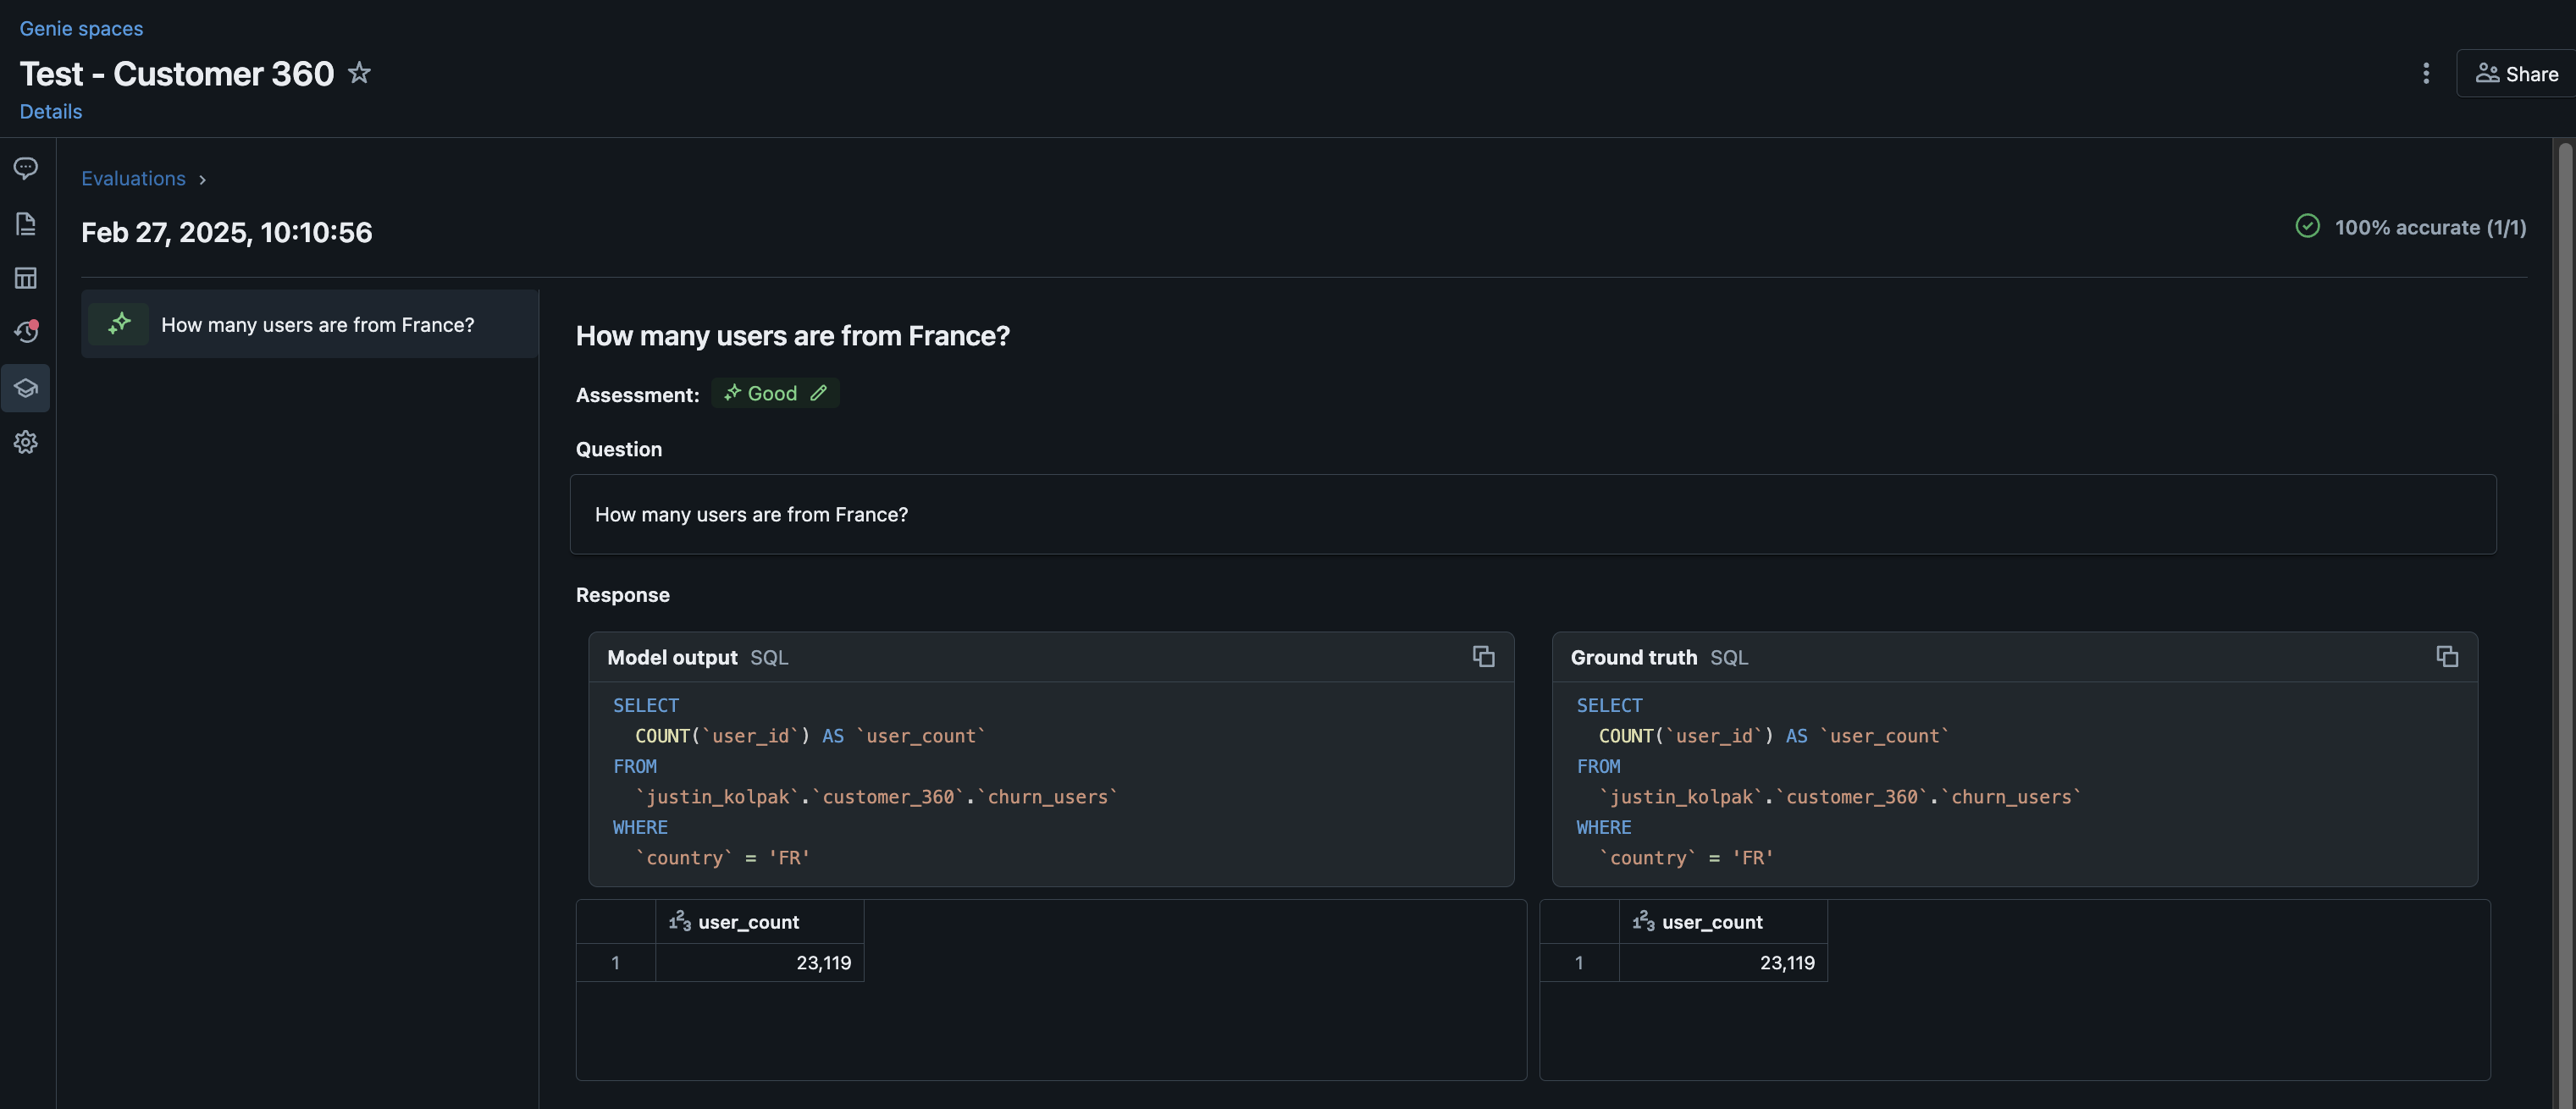 Genie spaces
Test - Customer 360
Details
Share
Evaluations
Feb 27, 2025, 10:10:56
100% accurate (1/1)
How many users are from France?
How many users are from France?
Assessment: Good
Question
How many users are from France?
Response
Model output SQL
SELECT
COUNT(`user_id`) AS `user_count`
FROM
`justin_kolpak`.`customer_360`.`churn_users`
WHERE
`country` = 'FR'
123 user_count
1 23,119
Ground truth SQL
SELECT
COUNT(`user_id`) AS `user_count`
FROM
`justin_kolpak`.`customer_360`.`churn_users`
WHERE
`country` = 'FR'
123 user_count
1 23,119